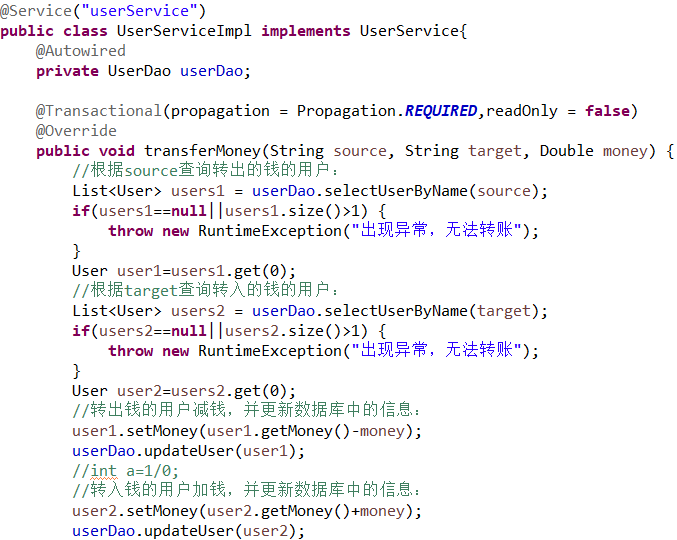 @Service("userService")
public class UserServiceImpl implements UserService{
    @Autowired
    private UserDao userDao;

    @Transactional(propagation = Propagation.REQUIRED,readOnly = false)
    @Override
    public void transferMoney(String source, String target, Double money) {
        //根据source查询转出的钱的用户：
        List<User> users1 = userDao.selectUserByName(source);
        if(users1==null||users1.size()>1) {
            throw new RuntimeException("出现异常，无法转账");
        }
        User user1=users1.get(0);
        //根据target查询转入的钱的用户：
        List<User> users2 = userDao.selectUserByName(target);
        if(users2==null||users2.size()>1) {
            throw new RuntimeException("出现异常，无法转账");
        }
        User user2=users2.get(0);
        //转出钱的用户减钱，并更新数据库中的信息：
        user1.setMoney(user1.getMoney()-money);
        userDao.updateUser(user1);
        //int a=1/0;
        //转入钱的用户加钱，并更新数据库中的信息：
        user2.setMoney(user2.getMoney()+money);
        userDao.updateUser(user2);